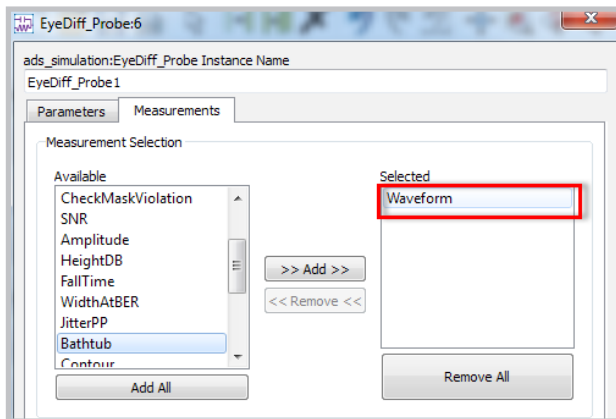 EyeDiff_Probe:6
ads_simulation:EyeDiff_Probe Instance Name
EyeDiff_Probe1
Parameters Measurements
Measurement Selection
Available
CheckMaskViolation
SNR
Amplitude
HeightDB
FallTime
WidthAtBER
JitterPP
Bathtub
Contour
Add All
>> Add >>
<< Remove <<
Selected
Waveform
Remove All